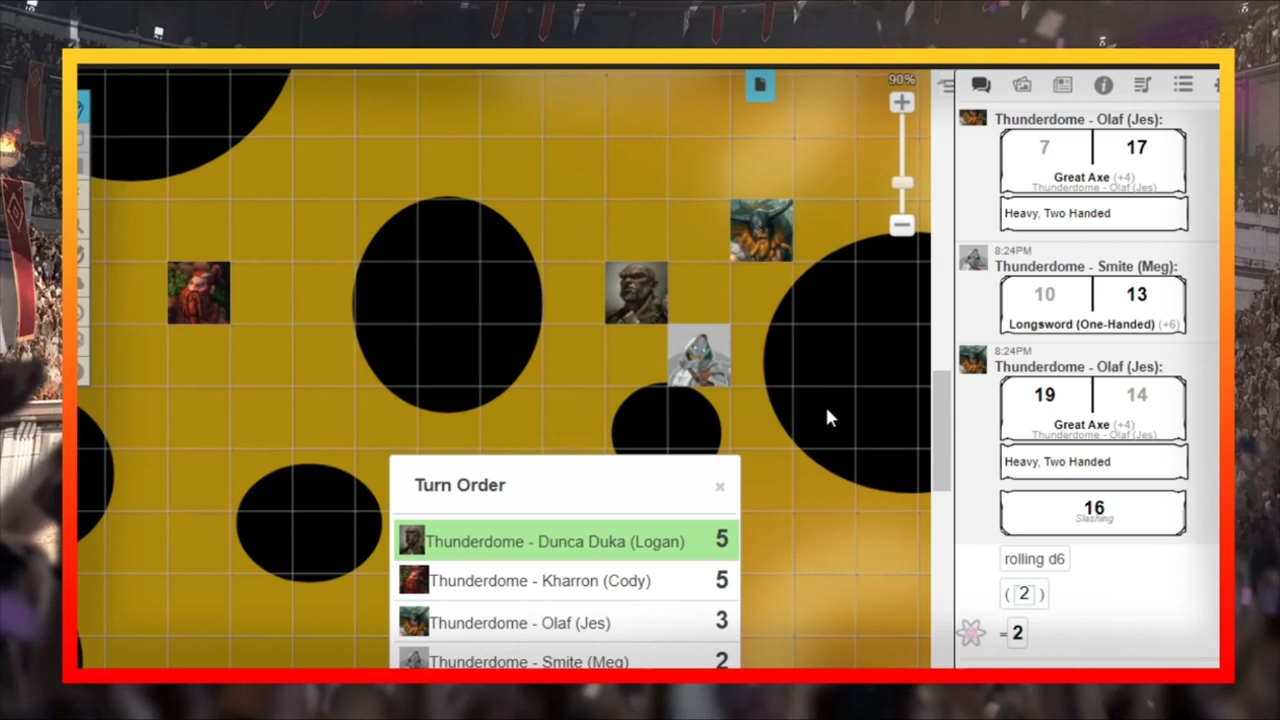 90%
Thunderdome - Olaf (Jes):
7 17
Great Axe (+4)
Thunderdome - Olaf (Jes)
Heavy, Two Handed
8:24PM
Thunderdome - Smite (Meg):
10 13
Longsword (One-Handed) (+6)
8:24PM
Thunderdome - Olaf (Jes):
19 14
Great Axe (+4)
Thunderdome - Olaf (Jes)
Heavy, Two Handed
16
Slashing
rolling d6
( 2 )
=2
Turn Order ×
Thunderdome - Dunca Duka (Logan) 5
Thunderdome - Kharron (Cody) 5
Thunderdome - Olaf (Jes) 3
Thunderdome - Smite (Meg) 2